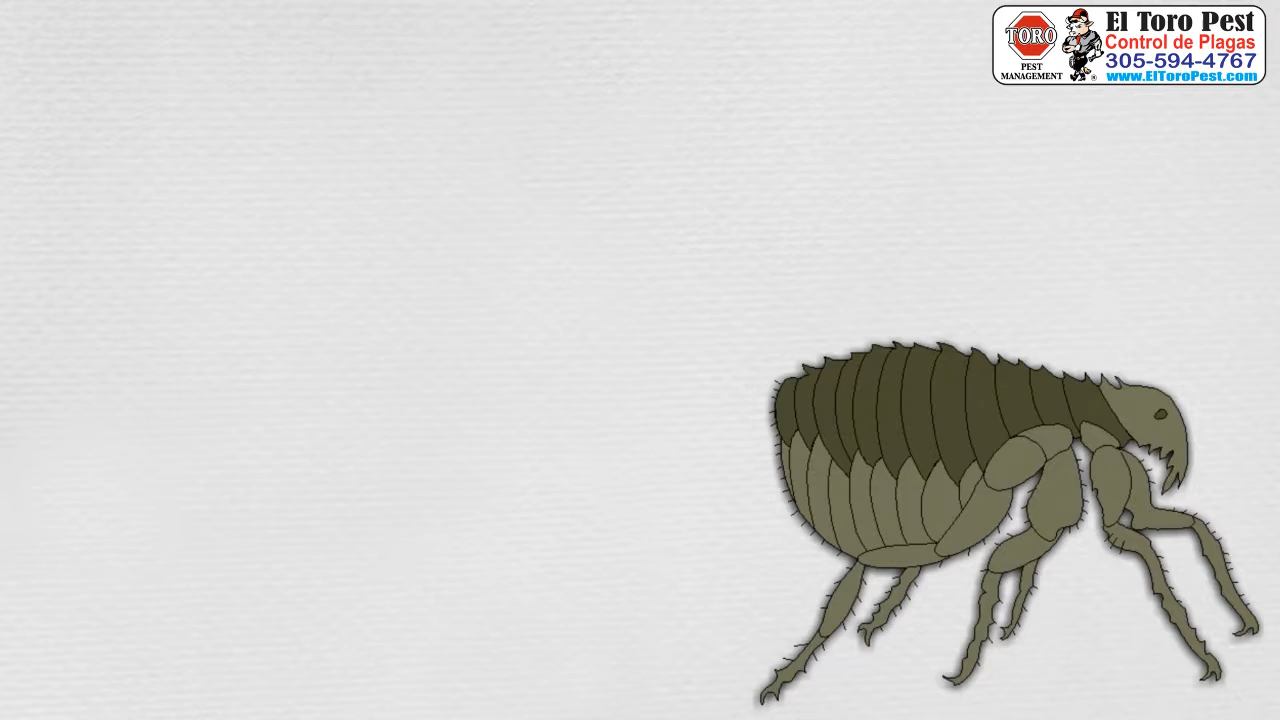 TORO
PEST
MANAGEMENT
El Toro Pest
Control de Plagas
305-594-4767
www.ElToroPest.com